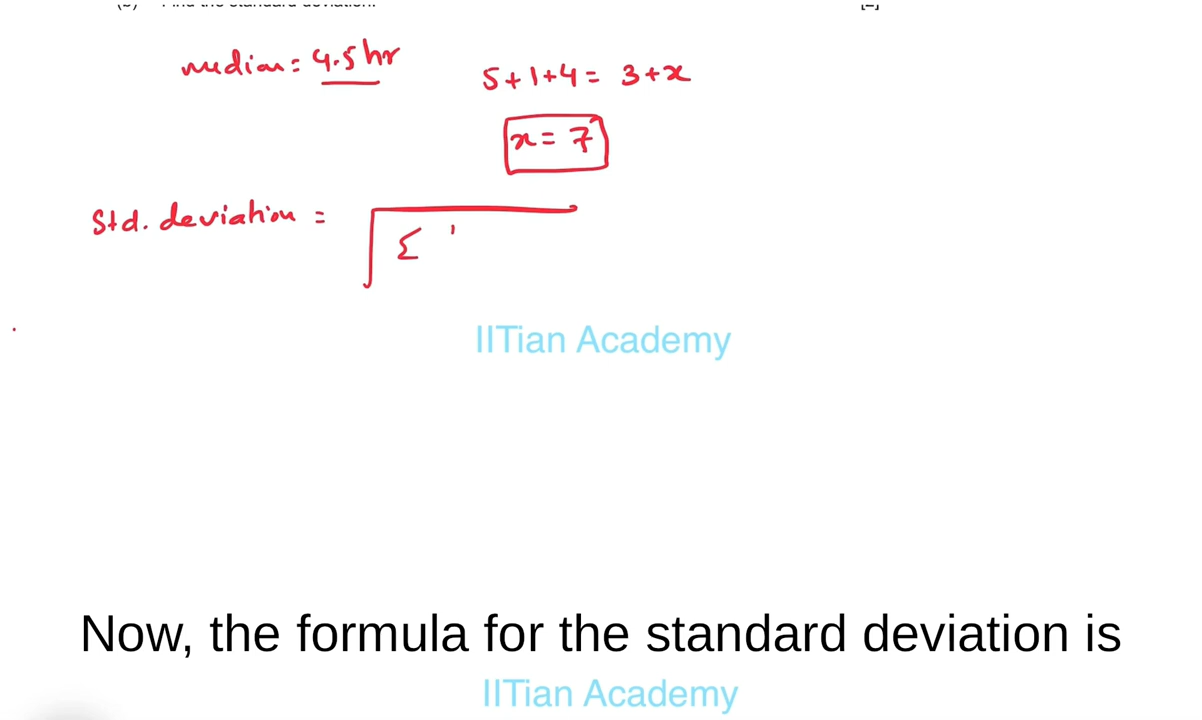 median = 4.5 hr
5+1+4 = 3+x
x = 7
Std. deviation =
Σ
IITian Academy
Now, the formula for the standard deviation is
IITian Academy